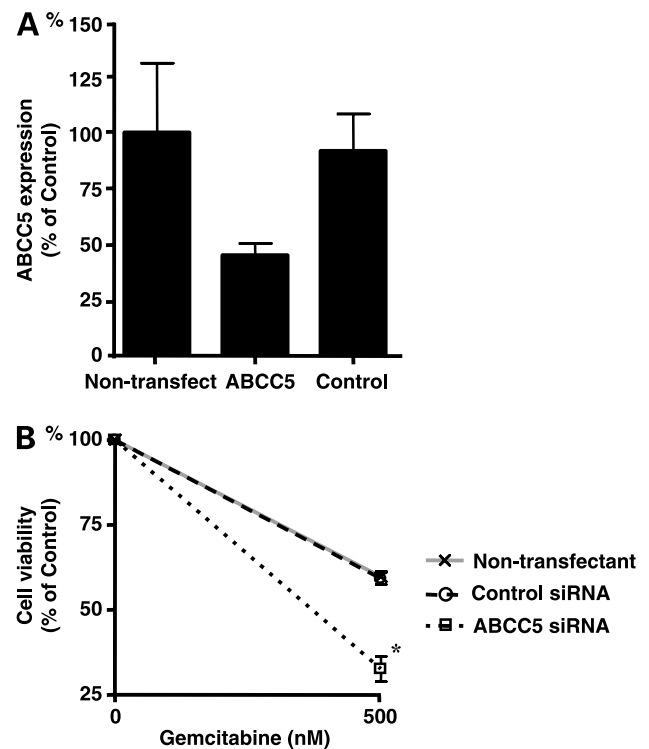 A % 150
125
100
75
50
25
0
ABCC5 expression
(% of Control)
Non-transfect ABCC5 Control
B % 100
75
50
25
Cell viability
(% of Control)
*
0 500
Gemcitabine (nM)
Non-transfectant
Control siRNA
ABCC5 siRNA